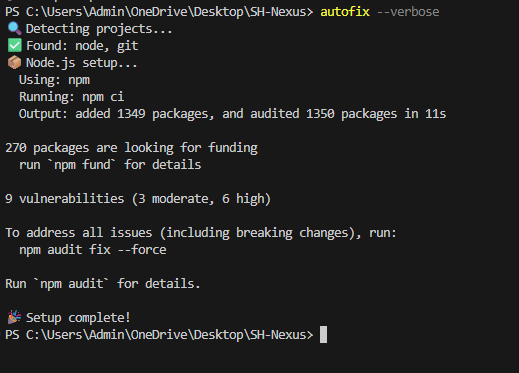 PS C:\Users\Admin\OneDrive\Desktop\SH-Nexus> autofix --verbose
🔍 Detecting projects...
✅ Found: node, git
📦 Node.js setup...
  Using: npm
  Running: npm ci
  Output: added 1349 packages, and audited 1350 packages in 11s

270 packages are looking for funding
  run `npm fund` for details

9 vulnerabilities (3 moderate, 6 high)

To address all issues (including breaking changes), run:
  npm audit fix --force

Run `npm audit` for details.

🎉 Setup complete!
PS C:\Users\Admin\OneDrive\Desktop\SH-Nexus>